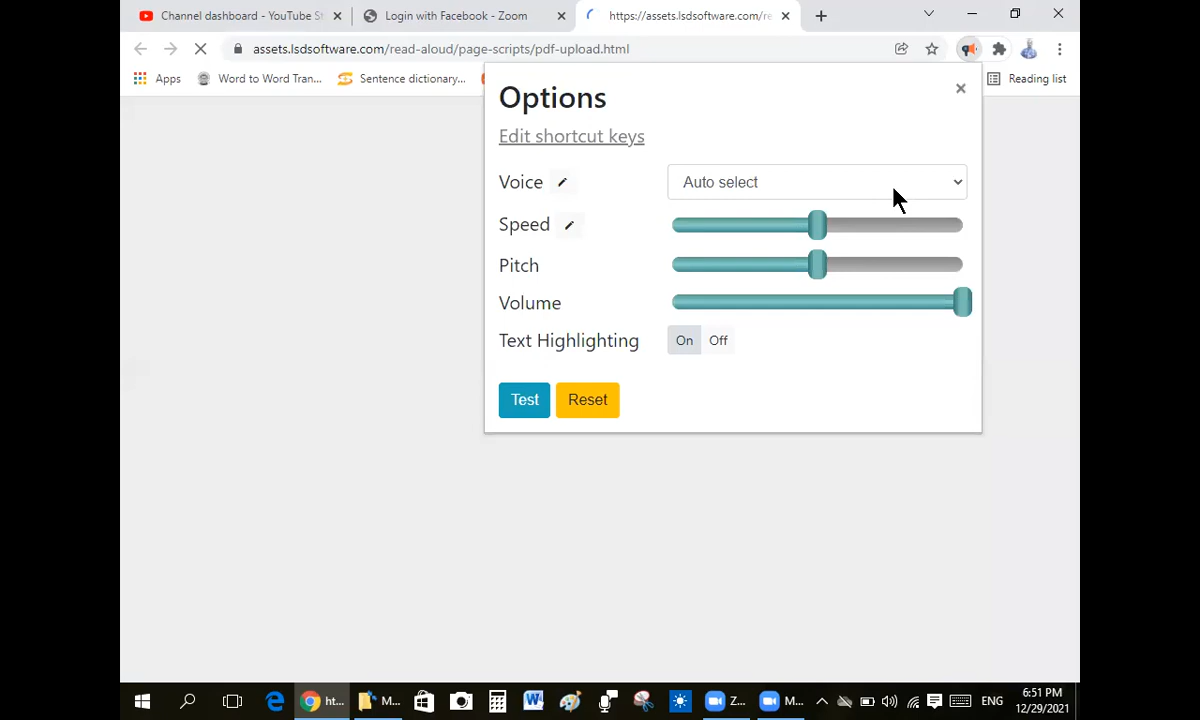 Channel dashboard - YouTube St
Login with Facebook - Zoom
https://assets.lsdsoftware.com/re
assets.lsdsoftware.com/read-aloud/page-scripts/pdf-upload.html
Apps
Word to Word Tran...
Sentence dictionary...
Reading list
Options
Edit shortcut keys
Voice
Auto select
Speed
Pitch
Volume
Text Highlighting
On
Off
Test
Reset
ht...
M...
Z...
M...
ENG
6:51 PM
12/29/2021